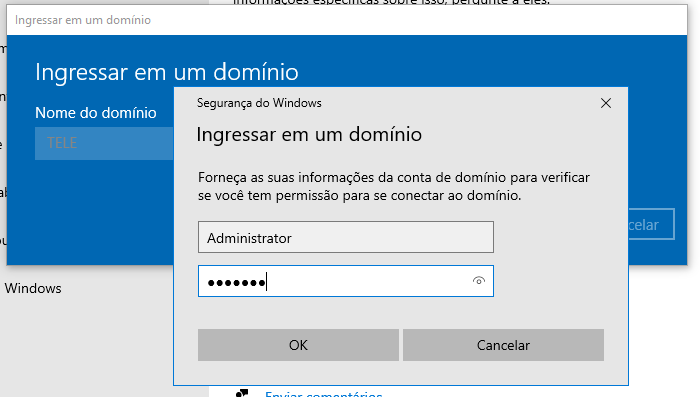 informações específicas sobre isso, pergunte a eles.
Ingressar em um domínio
Ingressar em um domínio
Nome do domínio
TELE
Segurança do Windows
Ingressar em um domínio
Forneça as suas informações da conta de domínio para verificar
se você tem permissão para se conectar ao domínio.
Administrator
●●●●●●●
OK
Cancelar
Windows
Enviar comentários